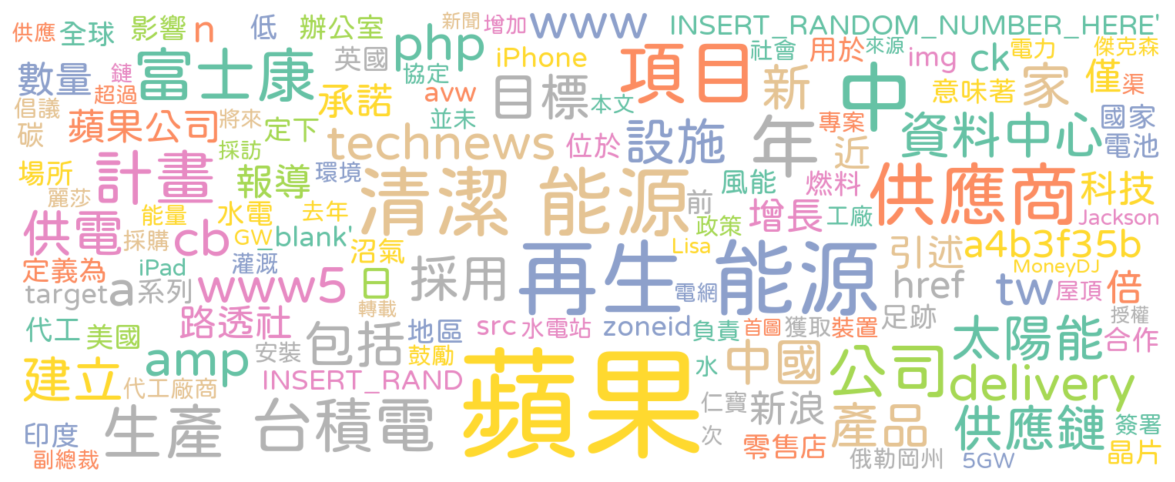 供應 全球 影響 n 低 辦公室 新聞 增加 www INSERT_RANDOM_NUMBER_HERE'
數量 鏈 富士康 英國 php iPhone 項目 社會 用於 來源 img ck 電力 傑克森
倡議 超過 承諾 協定 avw 目標 本文 新 中 意味著 家 僅 渠
碳 蘋果公司 將來 定下 並未 technews 位於 設施 年 專案 近 資料中心 國家 電池
場所 計畫 採訪 報導 環境 清潔 能源 風能 燃料 供應商 科技
麗莎 能量 水電 去年 前 政策 增長 工廠 Jackson
供電 採購 cb GW _blank' 沼氣 再生 能源 Lisa 引述 a4b3f35b
定義為 iPad 灌溉 www5 日 採用 電網 href MoneyDJ
target a 系列 轉載 tw 屋頂 倍
代工 美國 路透社 包括 地區 src 水電站 zoneid 負責 首圖 獲取 裝置 足跡 太陽能 授權 合作
建立 amp 安裝 鼓勵 蘋果 水 中國 公司
代工廠商 INSERT_RAND delivery
印度 生產 台積電 仁寶 新浪 產品 供應鏈 簽署
副總裁 次 零售店 俄勒岡州 5GW 晶片